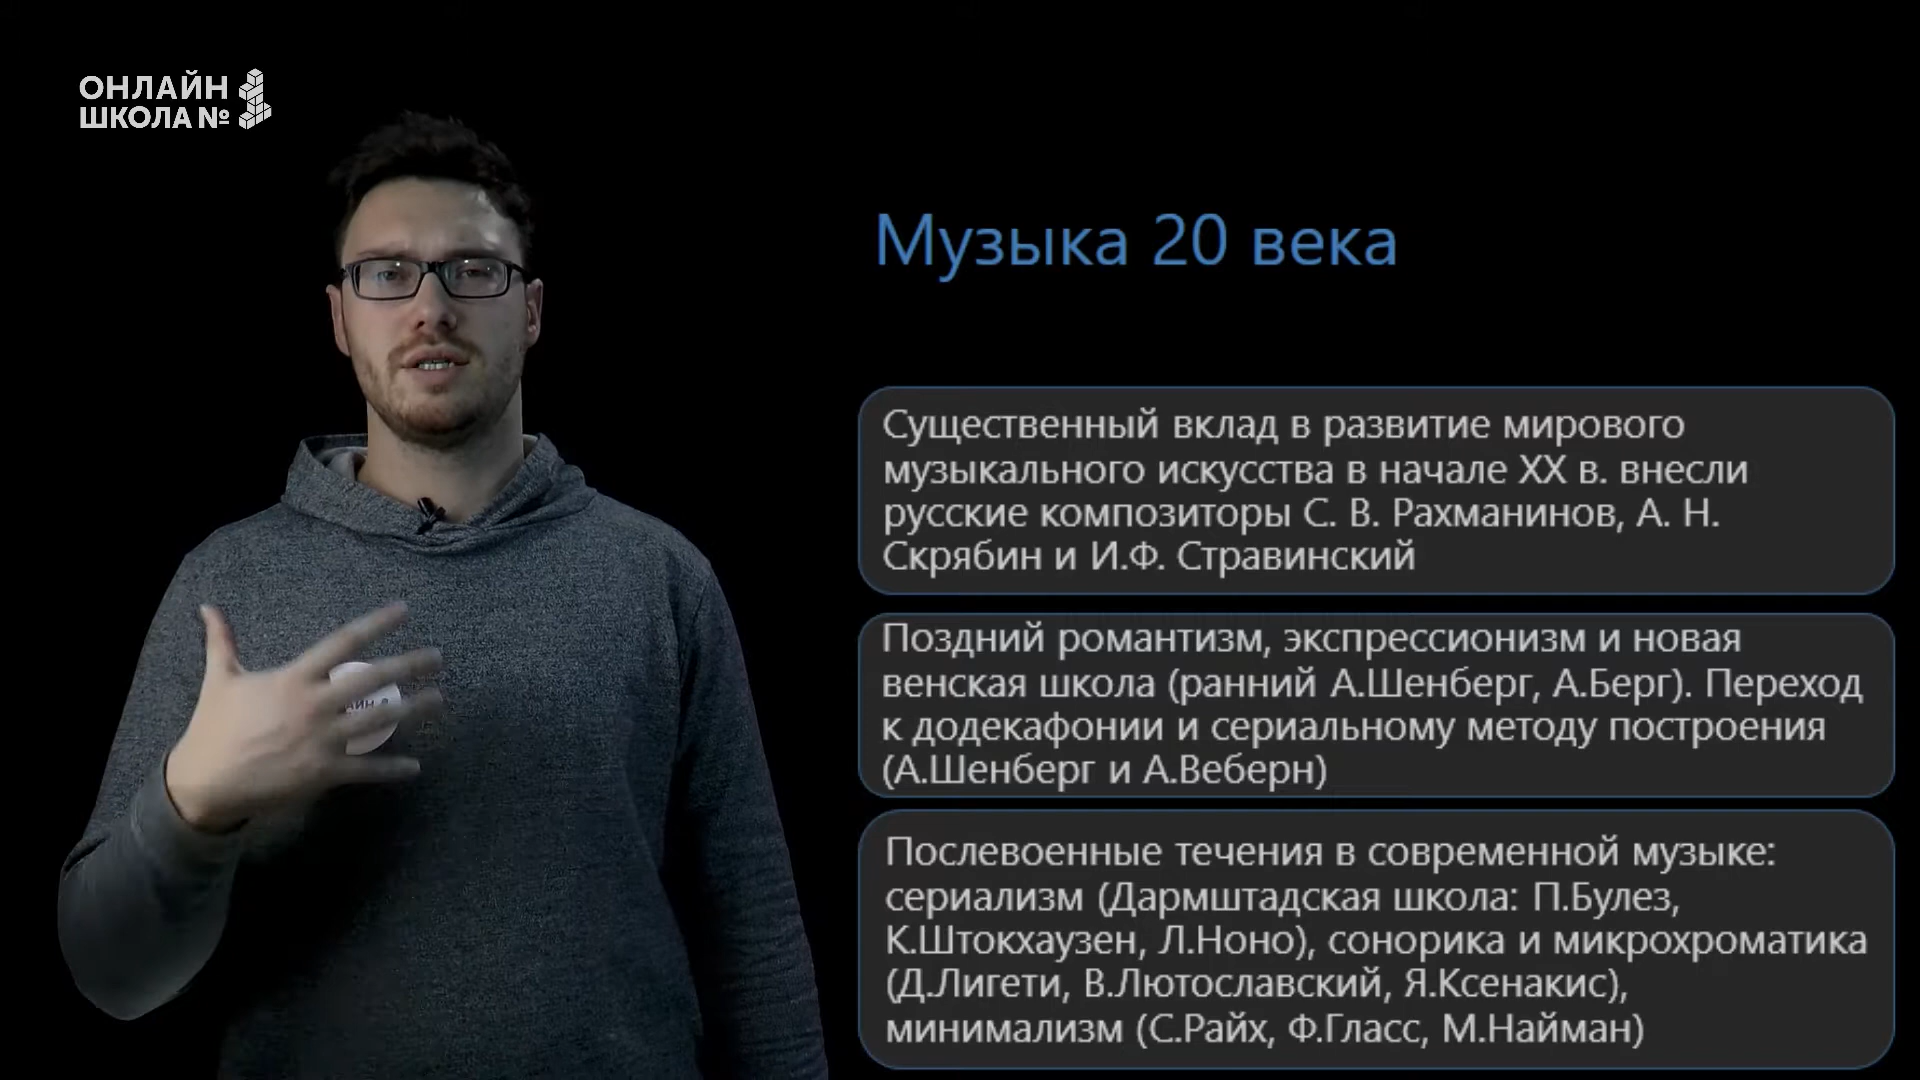 ОНЛАЙН
ШКОЛА №
Музыка 20 века
Существенный вклад в развитие мирового
музыкального искусства в начале XX в. внесли
русские композиторы С. В. Рахманинов, А. Н.
Скрябин и И.Ф. Стравинский
Поздний романтизм, экспрессионизм и новая
венская школа (ранний А.Шенберг, А.Берг). Переход
к додекафонии и сериальному методу построения
(А.Шенберг и А.Веберн)
Послевоенные течения в современной музыке:
сериализм (Дармштадская школа: П.Булез,
К.Штокхаузен, Л.Ноно), сонорика и микрохроматика
(Д.Лигети, В.Лютославский, Я.Ксенакис),
минимализм (С.Райх, Ф.Гласс, М.Найман)